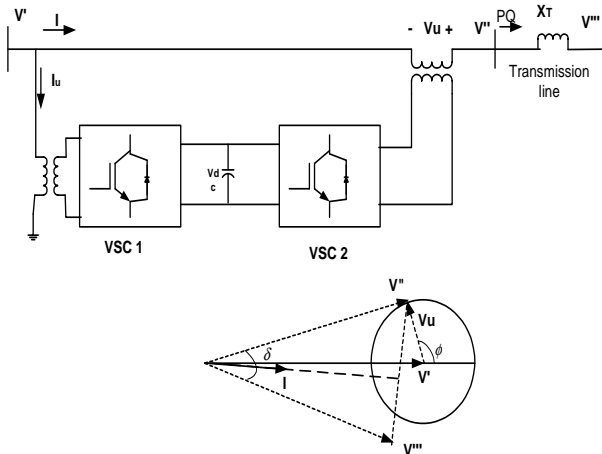 V' I - Vu + V'' PQ XT V'''
Iu
Transmission
line
Vd
c
VSC 1 VSC 2
V''
Vu
δ ϕ
I V'
V'''